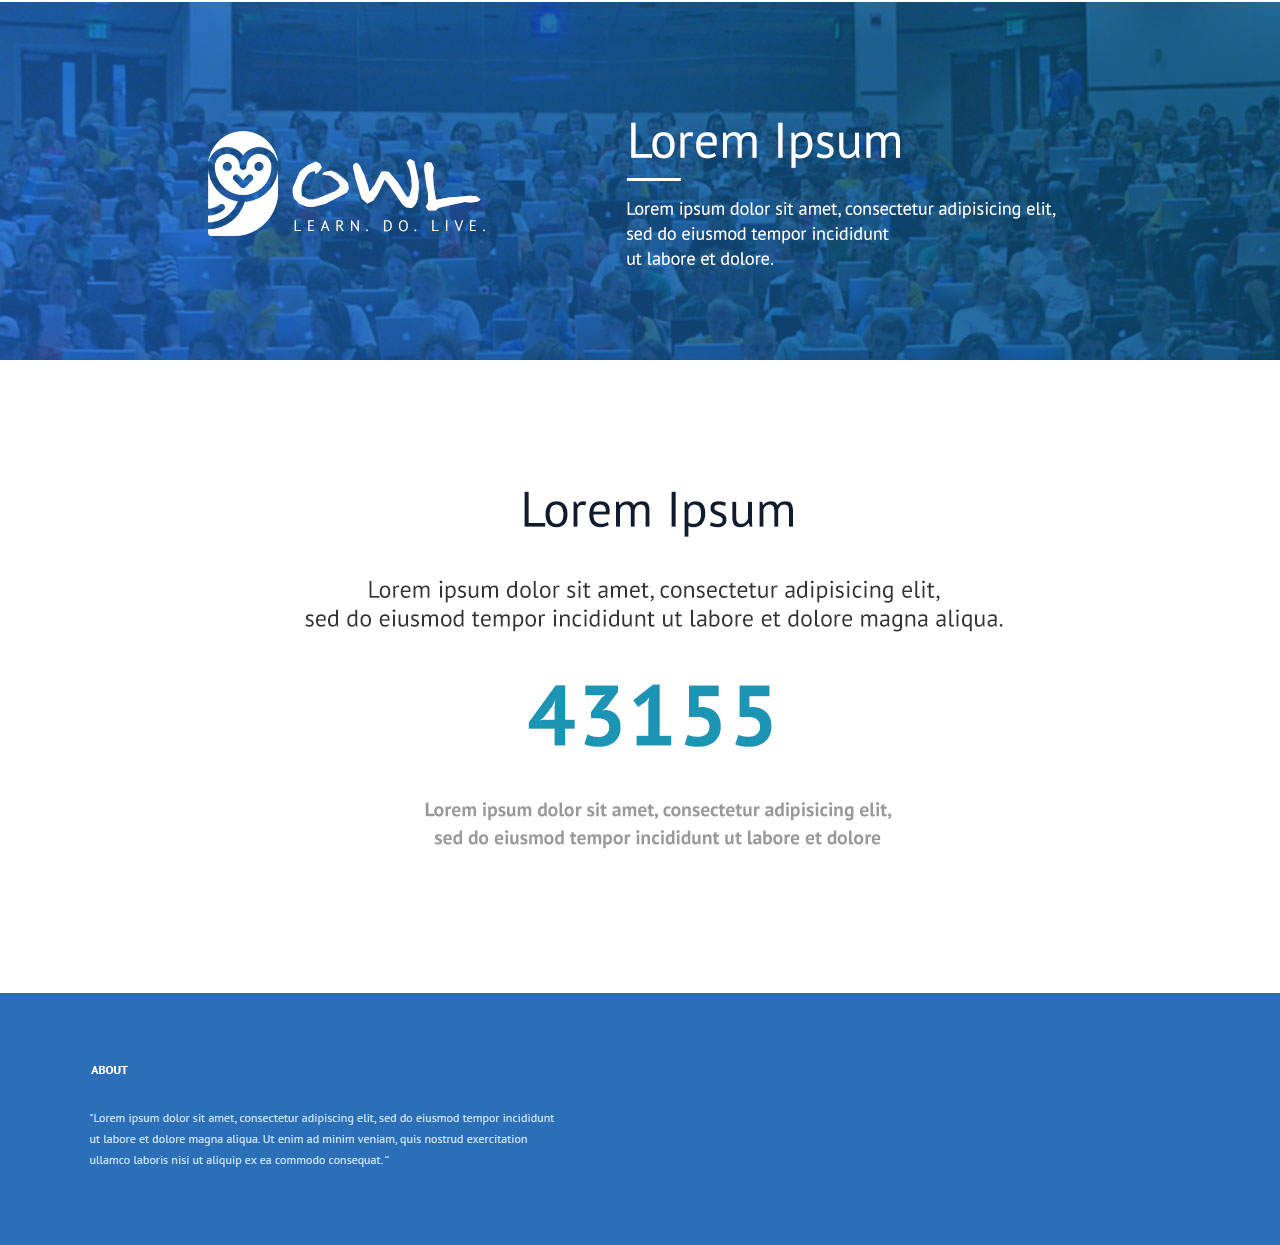 OWL
LEARN. DO. LIVE.
Lorem Ipsum
Lorem ipsum dolor sit amet, consectetur adipisicing elit,
sed do eiusmod tempor incididunt
ut labore et dolore.
Lorem Ipsum
Lorem ipsum dolor sit amet, consectetur adipisicing elit,
sed do eiusmod tempor incididunt ut labore et dolore magna aliqua.
43155
Lorem ipsum dolor sit amet, consectetur adipisicing elit,
sed do eiusmod tempor incididunt ut labore et dolore
ABOUT
"Lorem ipsum dolor sit amet, consectetur adipiscing elit, sed do eiusmod tempor incididunt
ut labore et dolore magna aliqua. Ut enim ad minim veniam, quis nostrud exercitation
ullamco laboris nisi ut aliquip ex ea commodo consequat. "